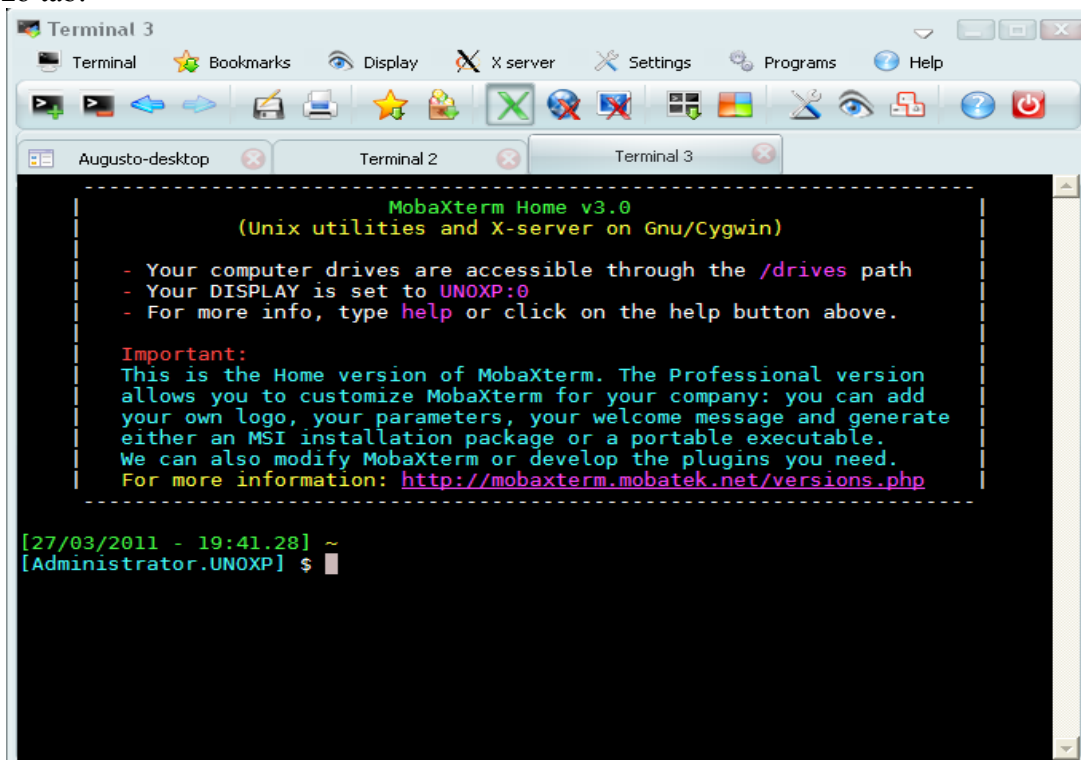 Terminal 3
Terminal Bookmarks Display X server Settings Programs Help
Augusto-desktop Terminal 2 Terminal 3
MobaXterm Home v3.0
(Unix utilities and X-server on Gnu/Cygwin)
- Your computer drives are accessible through the /drives path
- Your DISPLAY is set to UNOXP:0
- For more info, type help or click on the help button above.
Important:
This is the Home version of MobaXterm. The Professional version
allows you to customize MobaXterm for your company: you can add
your own logo, your parameters, your welcome message and generate
either an MSI installation package or a portable executable.
We can also modify MobaXterm or develop the plugins you need.
For more information: http://mobaxterm.mobatek.net/versions.php
[27/03/2011 - 19:41.28] ~
[Administrator.UNOXP] $